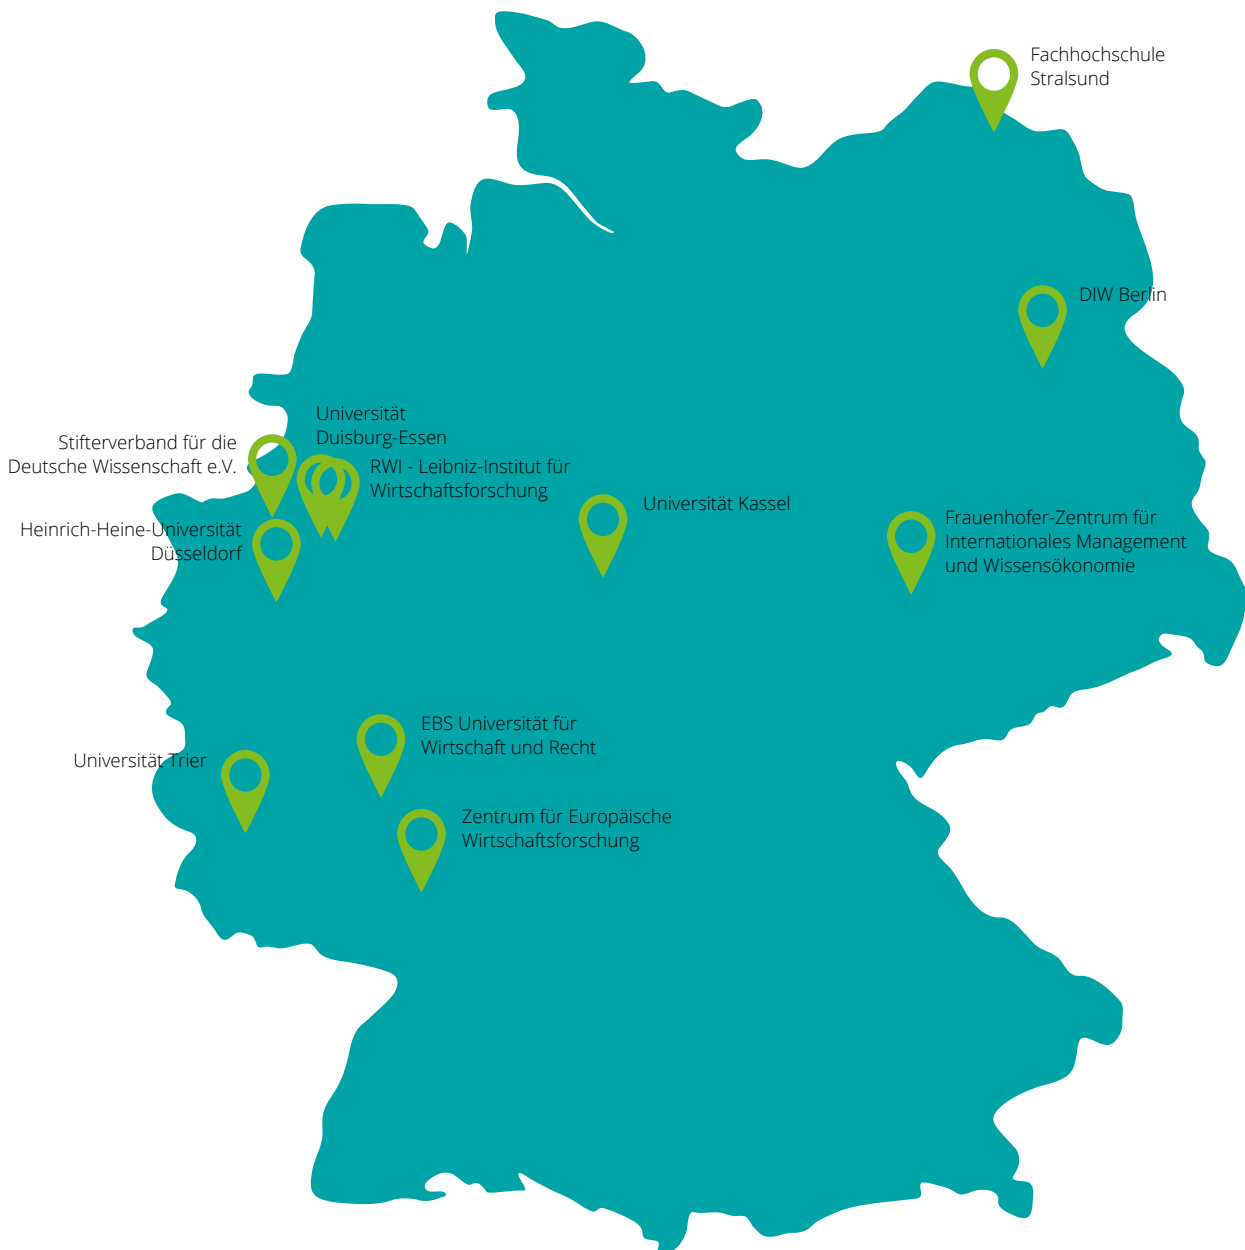 Fachhochschule
Stralsund
DIW Berlin
Universität
Duisburg-Essen
Stifterverband für die
Deutsche Wissenschaft e.V.
RWI - Leibniz-Institut für
Wirtschaftsforschung
Universität Kassel
Frauenhofer-Zentrum für
Internationales Management
und Wissensökonomie
Heinrich-Heine-Universität
Düsseldorf
EBS Universität für
Wirtschaft und Recht
Universität Trier
Zentrum für Europäische
Wirtschaftsforschung